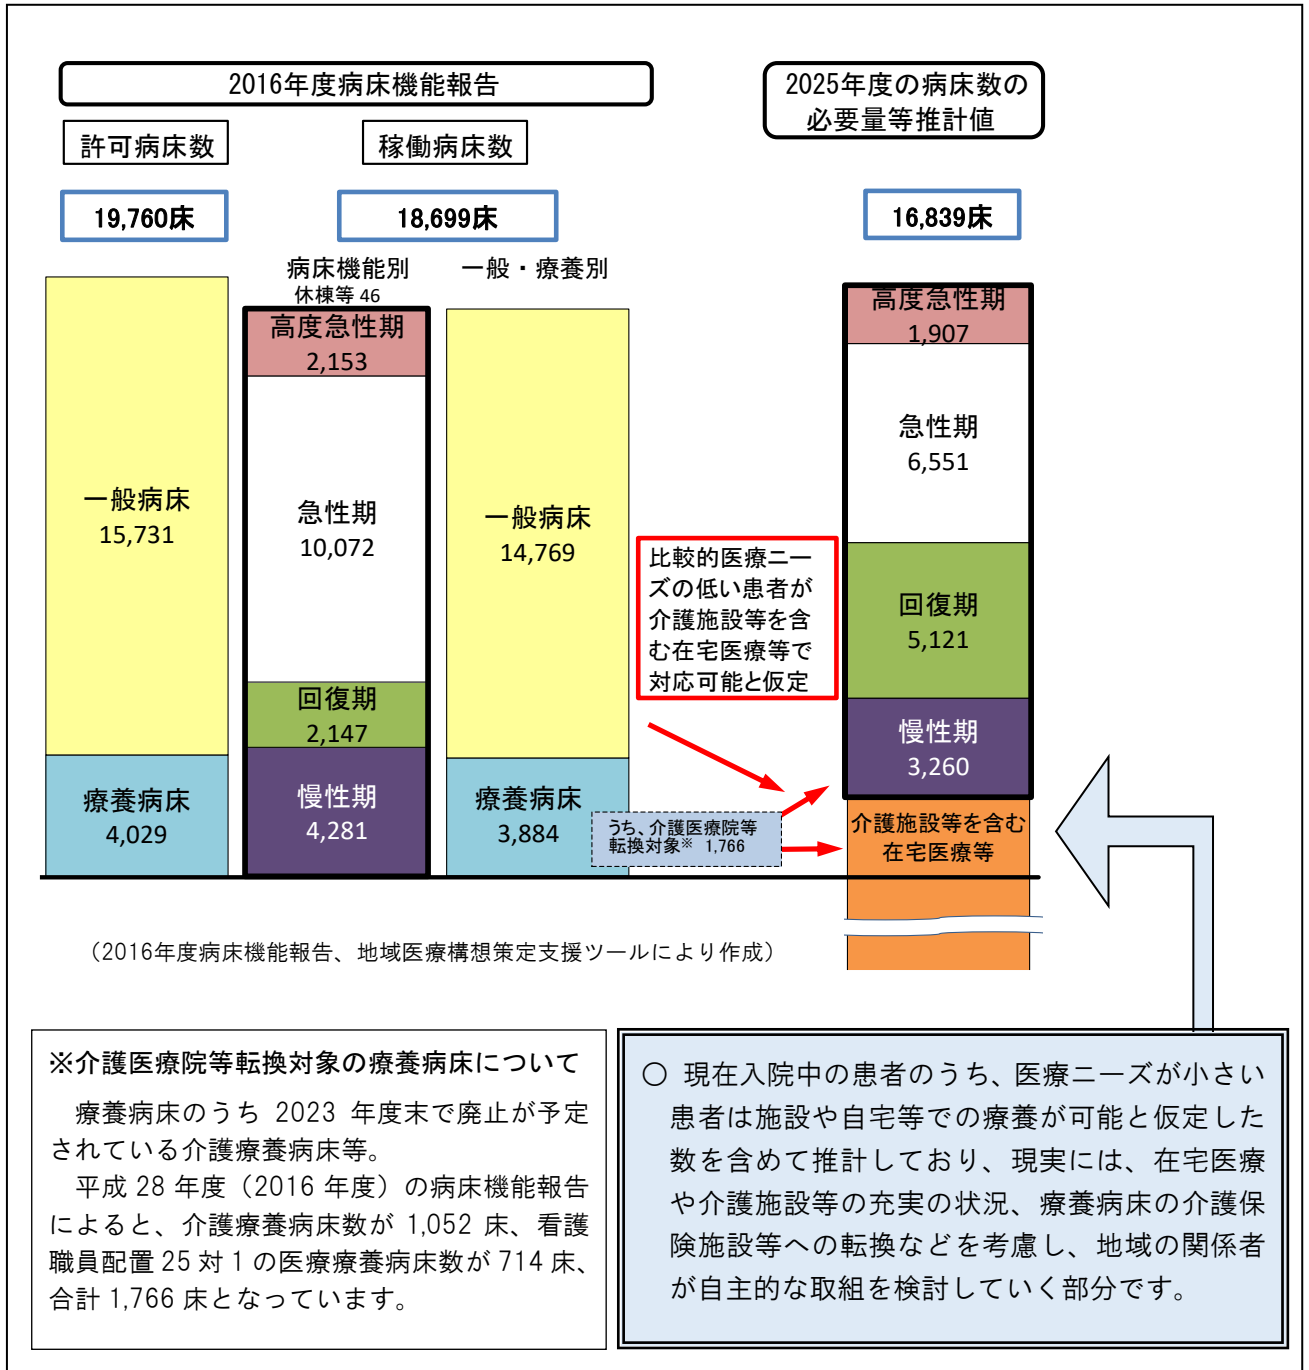 2016年度病床機能報告
2025年度の病床数の
必要量等推計値
許可病床数
稼働病床数
19,760床
18,699床
16,839床
病床機能別
一般・療養別
休棟等 46
一般病床
15,731
療養病床
4,029
高度急性期
2,153
急性期
10,072
回復期
2,147
慢性期
4,281
一般病床
14,769
療養病床
3,884
比較的医療ニー
ズの低い患者が
介護施設等を含
む在宅医療等で
対応可能と仮定
うち、介護医療院等
転換対象※ 1,766
高度急性期
1,907
急性期
6,551
回復期
5,121
慢性期
3,260
介護施設等を含む
在宅医療等
（2016年度病床機能報告、地域医療構想策定支援ツールにより作成）
※介護医療院等転換対象の療養病床について
療養病床のうち 2023 年度末で廃止が予定
されている介護療養病床等。
平成 28 年度（2016 年度）の病床機能報告
によると、介護療養病床数が 1,052 床、看護
職員配置 25 対 1 の医療療養病床数が 714 床、
合計 1,766 床となっています。
○ 現在入院中の患者のうち、医療ニーズが小さい
患者は施設や自宅等での療養が可能と仮定した
数を含めて推計しており、現実には、在宅医療
や介護施設等の充実の状況、療養病床の介護保
険施設等への転換などを考慮し、地域の関係者
が自主的な取組を検討していく部分です。